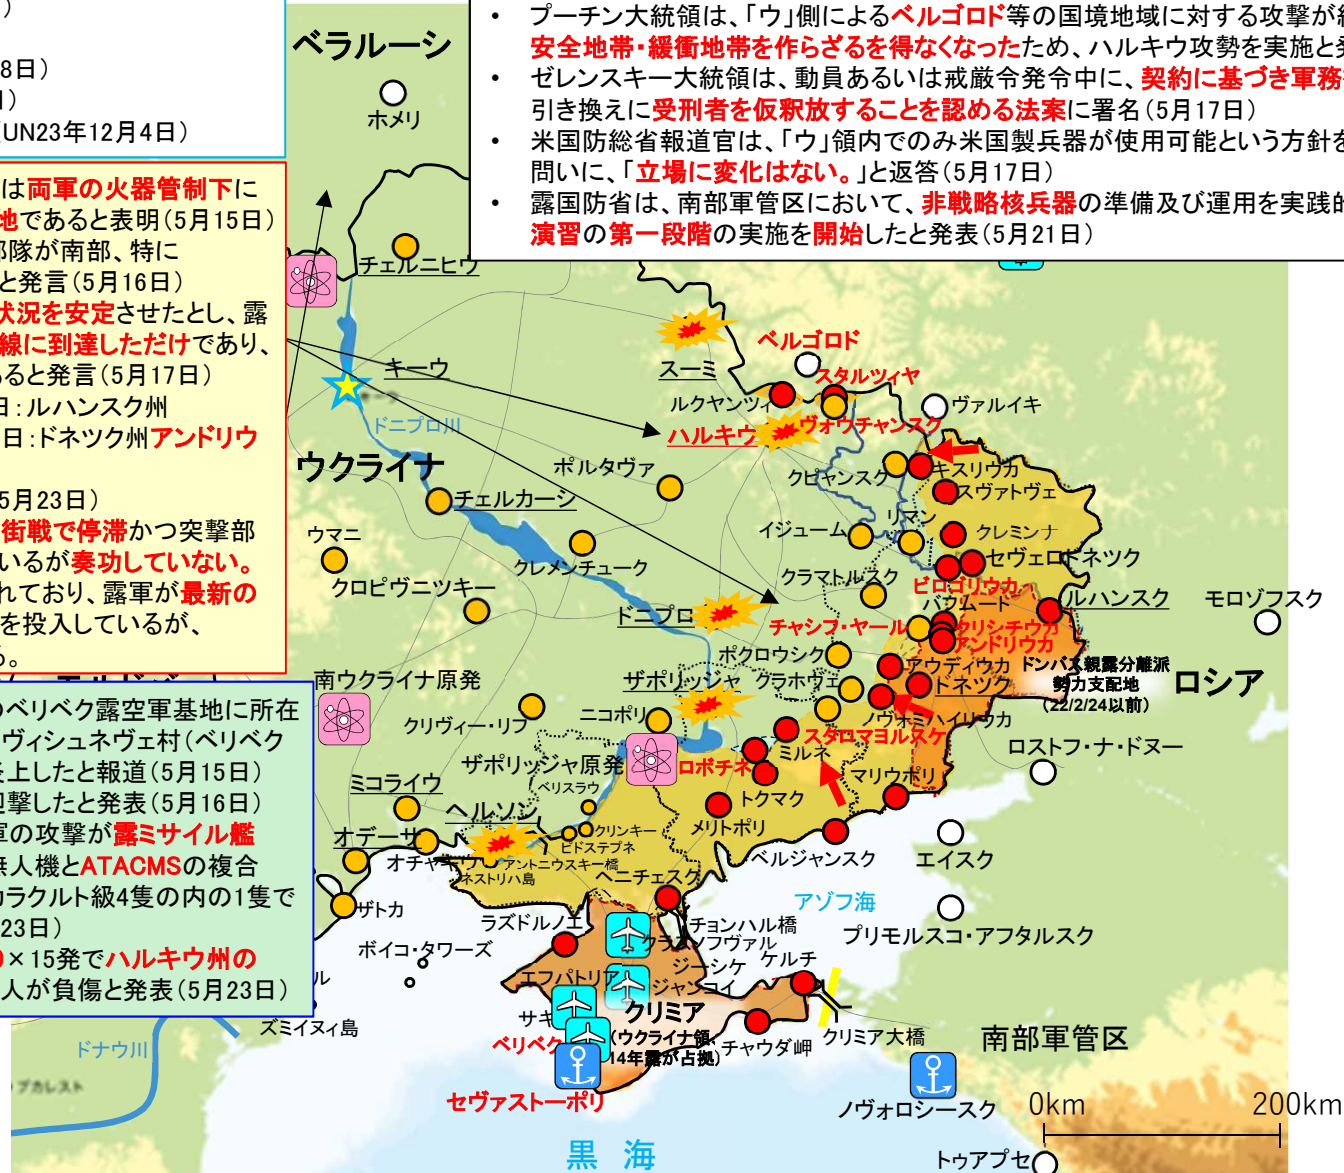 )
8日)
日)
(UN23年12月4日)
は両軍の火器管制下に
地であると表明(5月15日)
部隊が南部、特に
と発言(5月16日)
状況を安定させたとし、露
線に到達しただけであり、
あると発言(5月17日)
日:ルハンスク州
日:ドネツク州アンドリウ
5月23日)
街戦で停滞かつ突撃部
いるが奏功していない。
れており、露軍が最新の
を投入しているが、
る。
のベリベク露空軍基地に所在
ヴィシュネヴェ村(ベリベク
炎上したと報道(5月15日)
迎撃したと発表(5月16日)
軍の攻撃が露ミサイル艦
無人機とATACMSの複合
カラクルト級4隻の内の1隻で
23日)
×15発でハルキウ州の
人が負傷と発表(5月23日)
• プーチン大統領は、「ウ」側によるベルゴロド等の国境地域に対する攻撃が
安全地帯・緩衝地帯を作らざるを得なくなったため、ハルキウ攻勢を実施と
• ゼレンスキー大統領は、動員あるいは戒厳令発令中に、契約に基づき軍務
引き換えに受刑者を仮釈放することを認める法案に署名(5月17日)
• 米国防総省報道官は、「ウ」領内でのみ米国製兵器が使用可能という方針を
問いに、「立場に変化はない。」と返答(5月17日)
• 露国防省は、南部軍管区において、非戦略核兵器の準備及び運用を実践的
演習の第一段階の実施を開始したと発表(5月21日)
ベラルーシ
ホメリ
チェルニヒウ
キーウ
ドニプロ川
スーミ
ベルゴロド
スタルツィヤ
ルクヤンツィ
ヴァルイキ
ハルキウ
ヴォウチャンスク
ウクライナ
ポルタヴァ
クピャンスク
キスリウカ
スヴァトヴェ
チェルカーシ
ウマニ
イジューム
リマン
クレミンナ
クレメンチューク
セヴェロドネツク
クロピヴニツキー
クラマトルスク
ビロゴリウカ
バフムート
ルハンスク
モロゾフスク
ドニプロ
チャシフ・ヤール
クリシチウカ
アンドリウカ
ポクロウシク
アウディウカ
ドンバス親露分離派
勢力支配地
(22/2/24以前)
ロシア
南ウクライナ原発
ザポリッジャ
クラホヴェ
ドネツク
クリヴィー・リフ
ニコポリ
ノヴォミハイリウカ
スタロマヨルスケ
ロストフ・ナ・ドヌー
ザポリッジャ原発
ロボチネ
ミルネ
マリウポリ
ミコライウ
ベリスラウ
トクマク
ヘルソン
メリトポリ
オデーサ
クリンキー
ビドステプネ
オチャキウ
アントニウスキー橋
ネストリハ島
ベルジャンスク
エイスク
ヘニチェスク
ザトカ
アゾフ海
ラズドルノエ
チョンハル橋
プリモルスコ・アフタルスク
ボイコ・タワーズ
クラスノフヴァル
ジーシケ
ケルチ
エフパトリア
ジャンコイ
ル
サキ
クリミア
(ウクライナ領、
14年露が占拠)
ズミイヌィ島
ベリベク
チャウダ岬
クリミア大橋
南部軍管区
ドナウ川
ブカレスト
セヴァストーポリ
ノヴォロシースク
0km 200km
黒 海
トゥアプセ